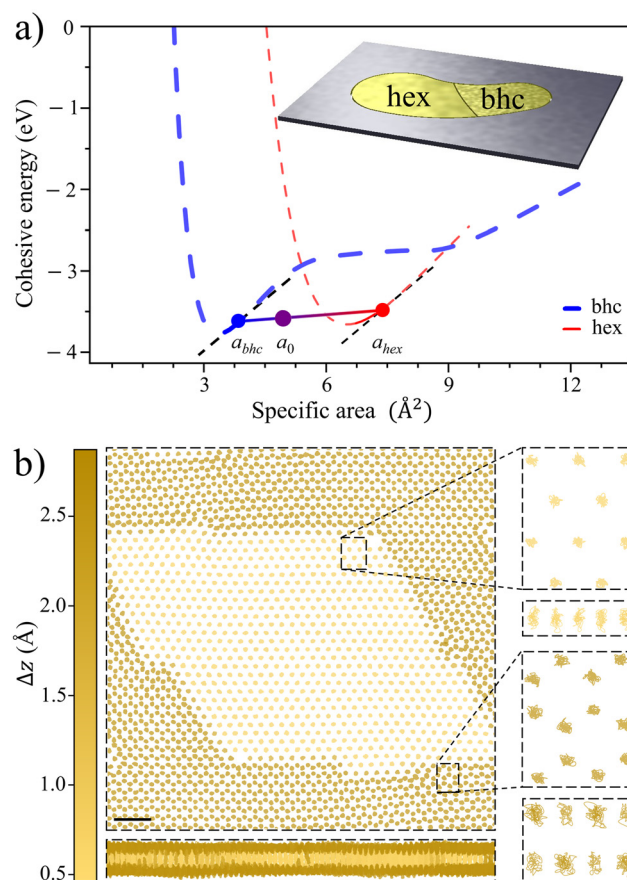 a)
0
−1
−2
−3
−4
Cohesive energy (eV)
hex
bhc
a_bhc
a_0
a_hex
bhc
hex
3
6
9
12
Specific area (Å²)
b)
2.5
2.0
1.5
1.0
0.5
Δz (Å)